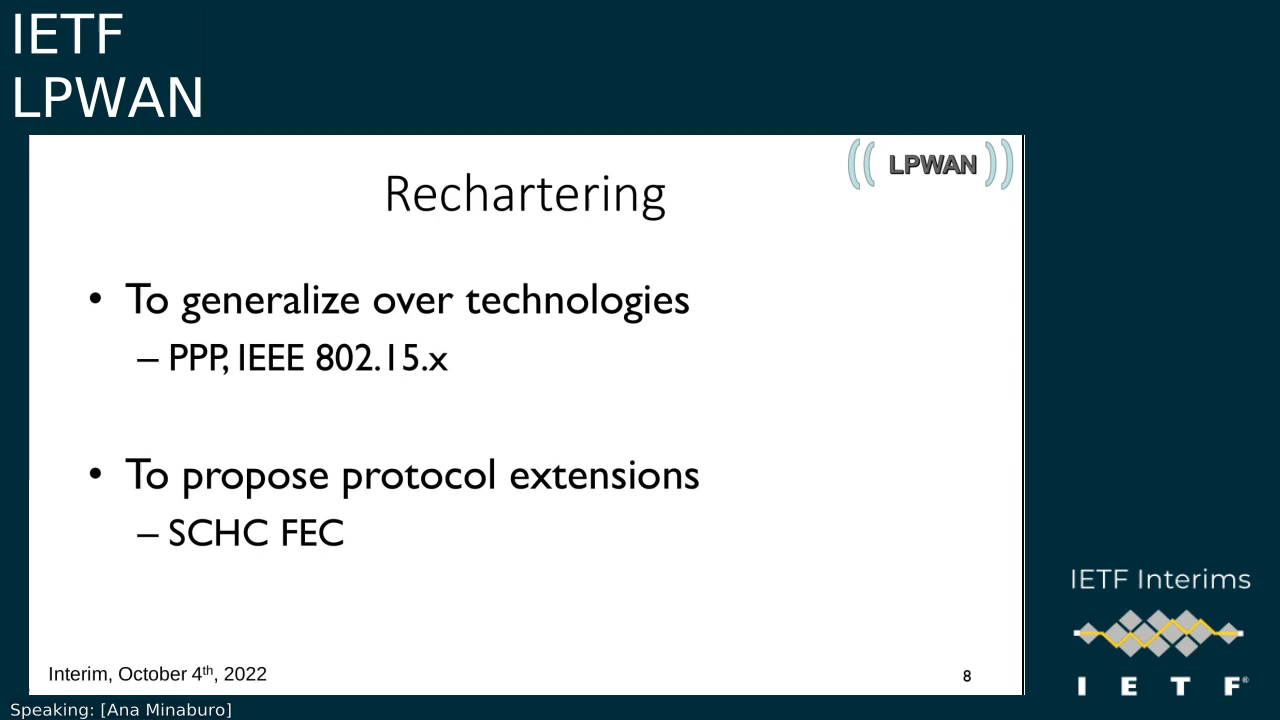 IETF
LPWAN
LPWAN
Rechartering
• To generalize over technologies
– PPP, IEEE 802.15.x
• To propose protocol extensions
– SCHC FEC
Interim, October 4th, 2022
8
IETF Interims
I E T F®
Speaking: [Ana Minaburo]